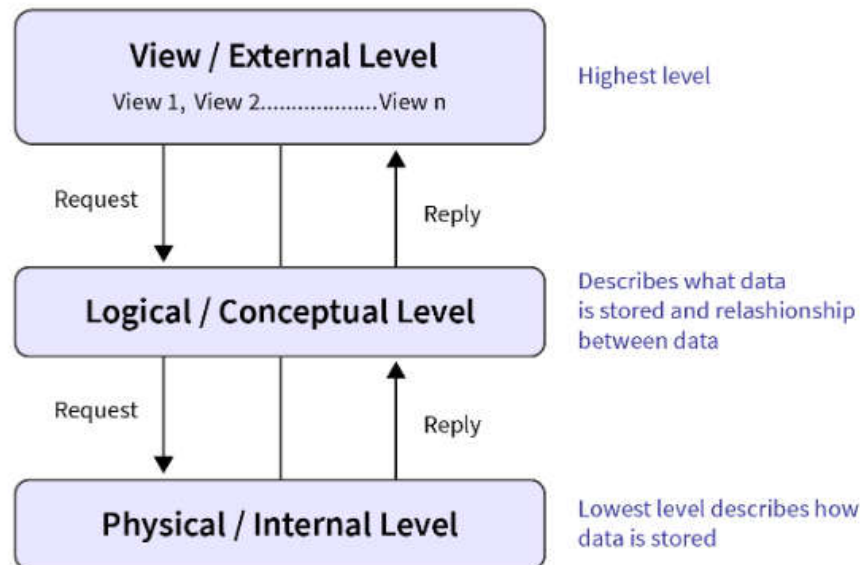 View / External Level
View 1, View 2...................View n
Highest level
Request
Reply
Logical / Conceptual Level
Describes what data
is stored and relashionship
between data
Request
Reply
Physical / Internal Level
Lowest level describes how
data is stored